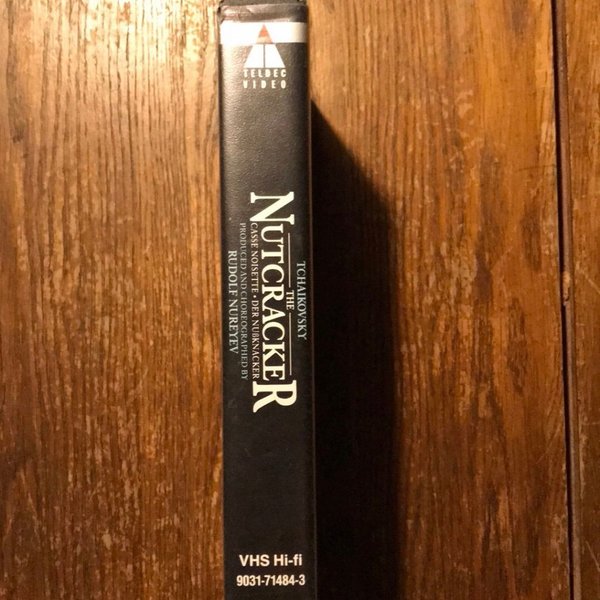 TELDEC
VIDEO
TCHAIKOVSKY
THE
NUTCRACKER
CASSE NOISETTE • DER NUßKNACKER
PRODUCED AND CHOREOGRAPHED BY
RUDOLF NUREYEV
VHS Hi-fi
9031-71484-3